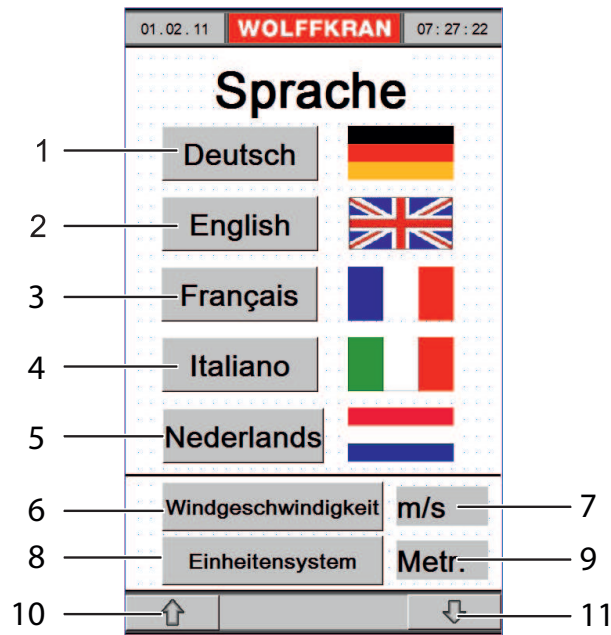 01.02.11 WOLFFKRAN 07:27:22
Sprache
1 Deutsch
2 English
3 Français
4 Italiano
5 Nederlands
6 Windgeschwindigkeit m/s 7
8 Einheitensystem Metr. 9
10 11